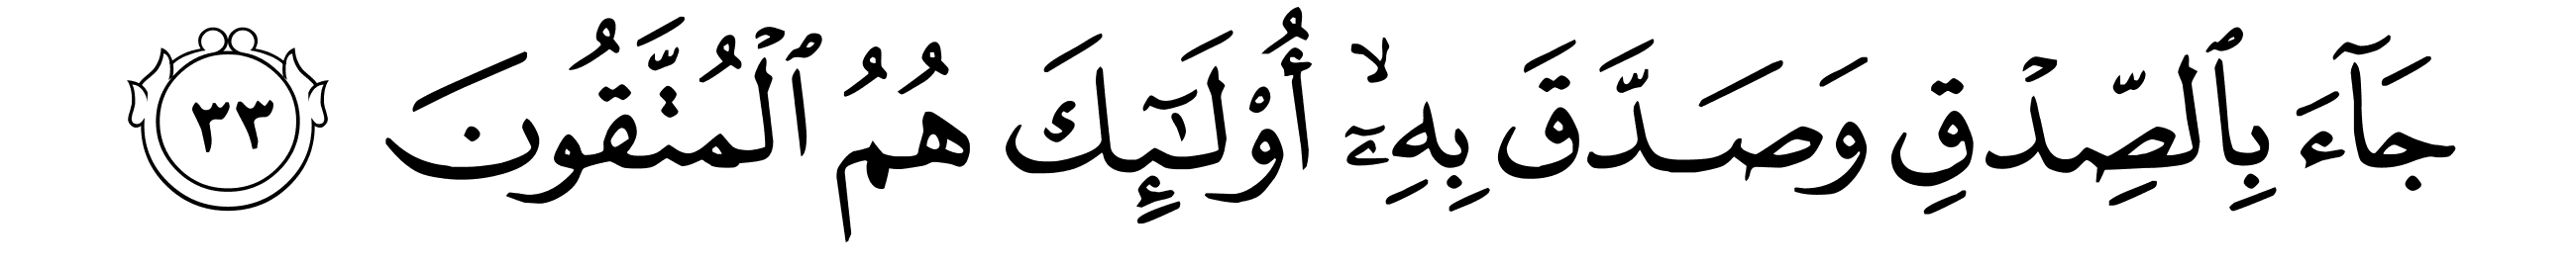 جَآءَ بِٱلصِّدۡقِ وَصَدَّقَ بِهِۦٓ ۙ أُوْلَـٰٓئِكَ هُمُ ٱلۡمُتَّقُونَ ٣٣